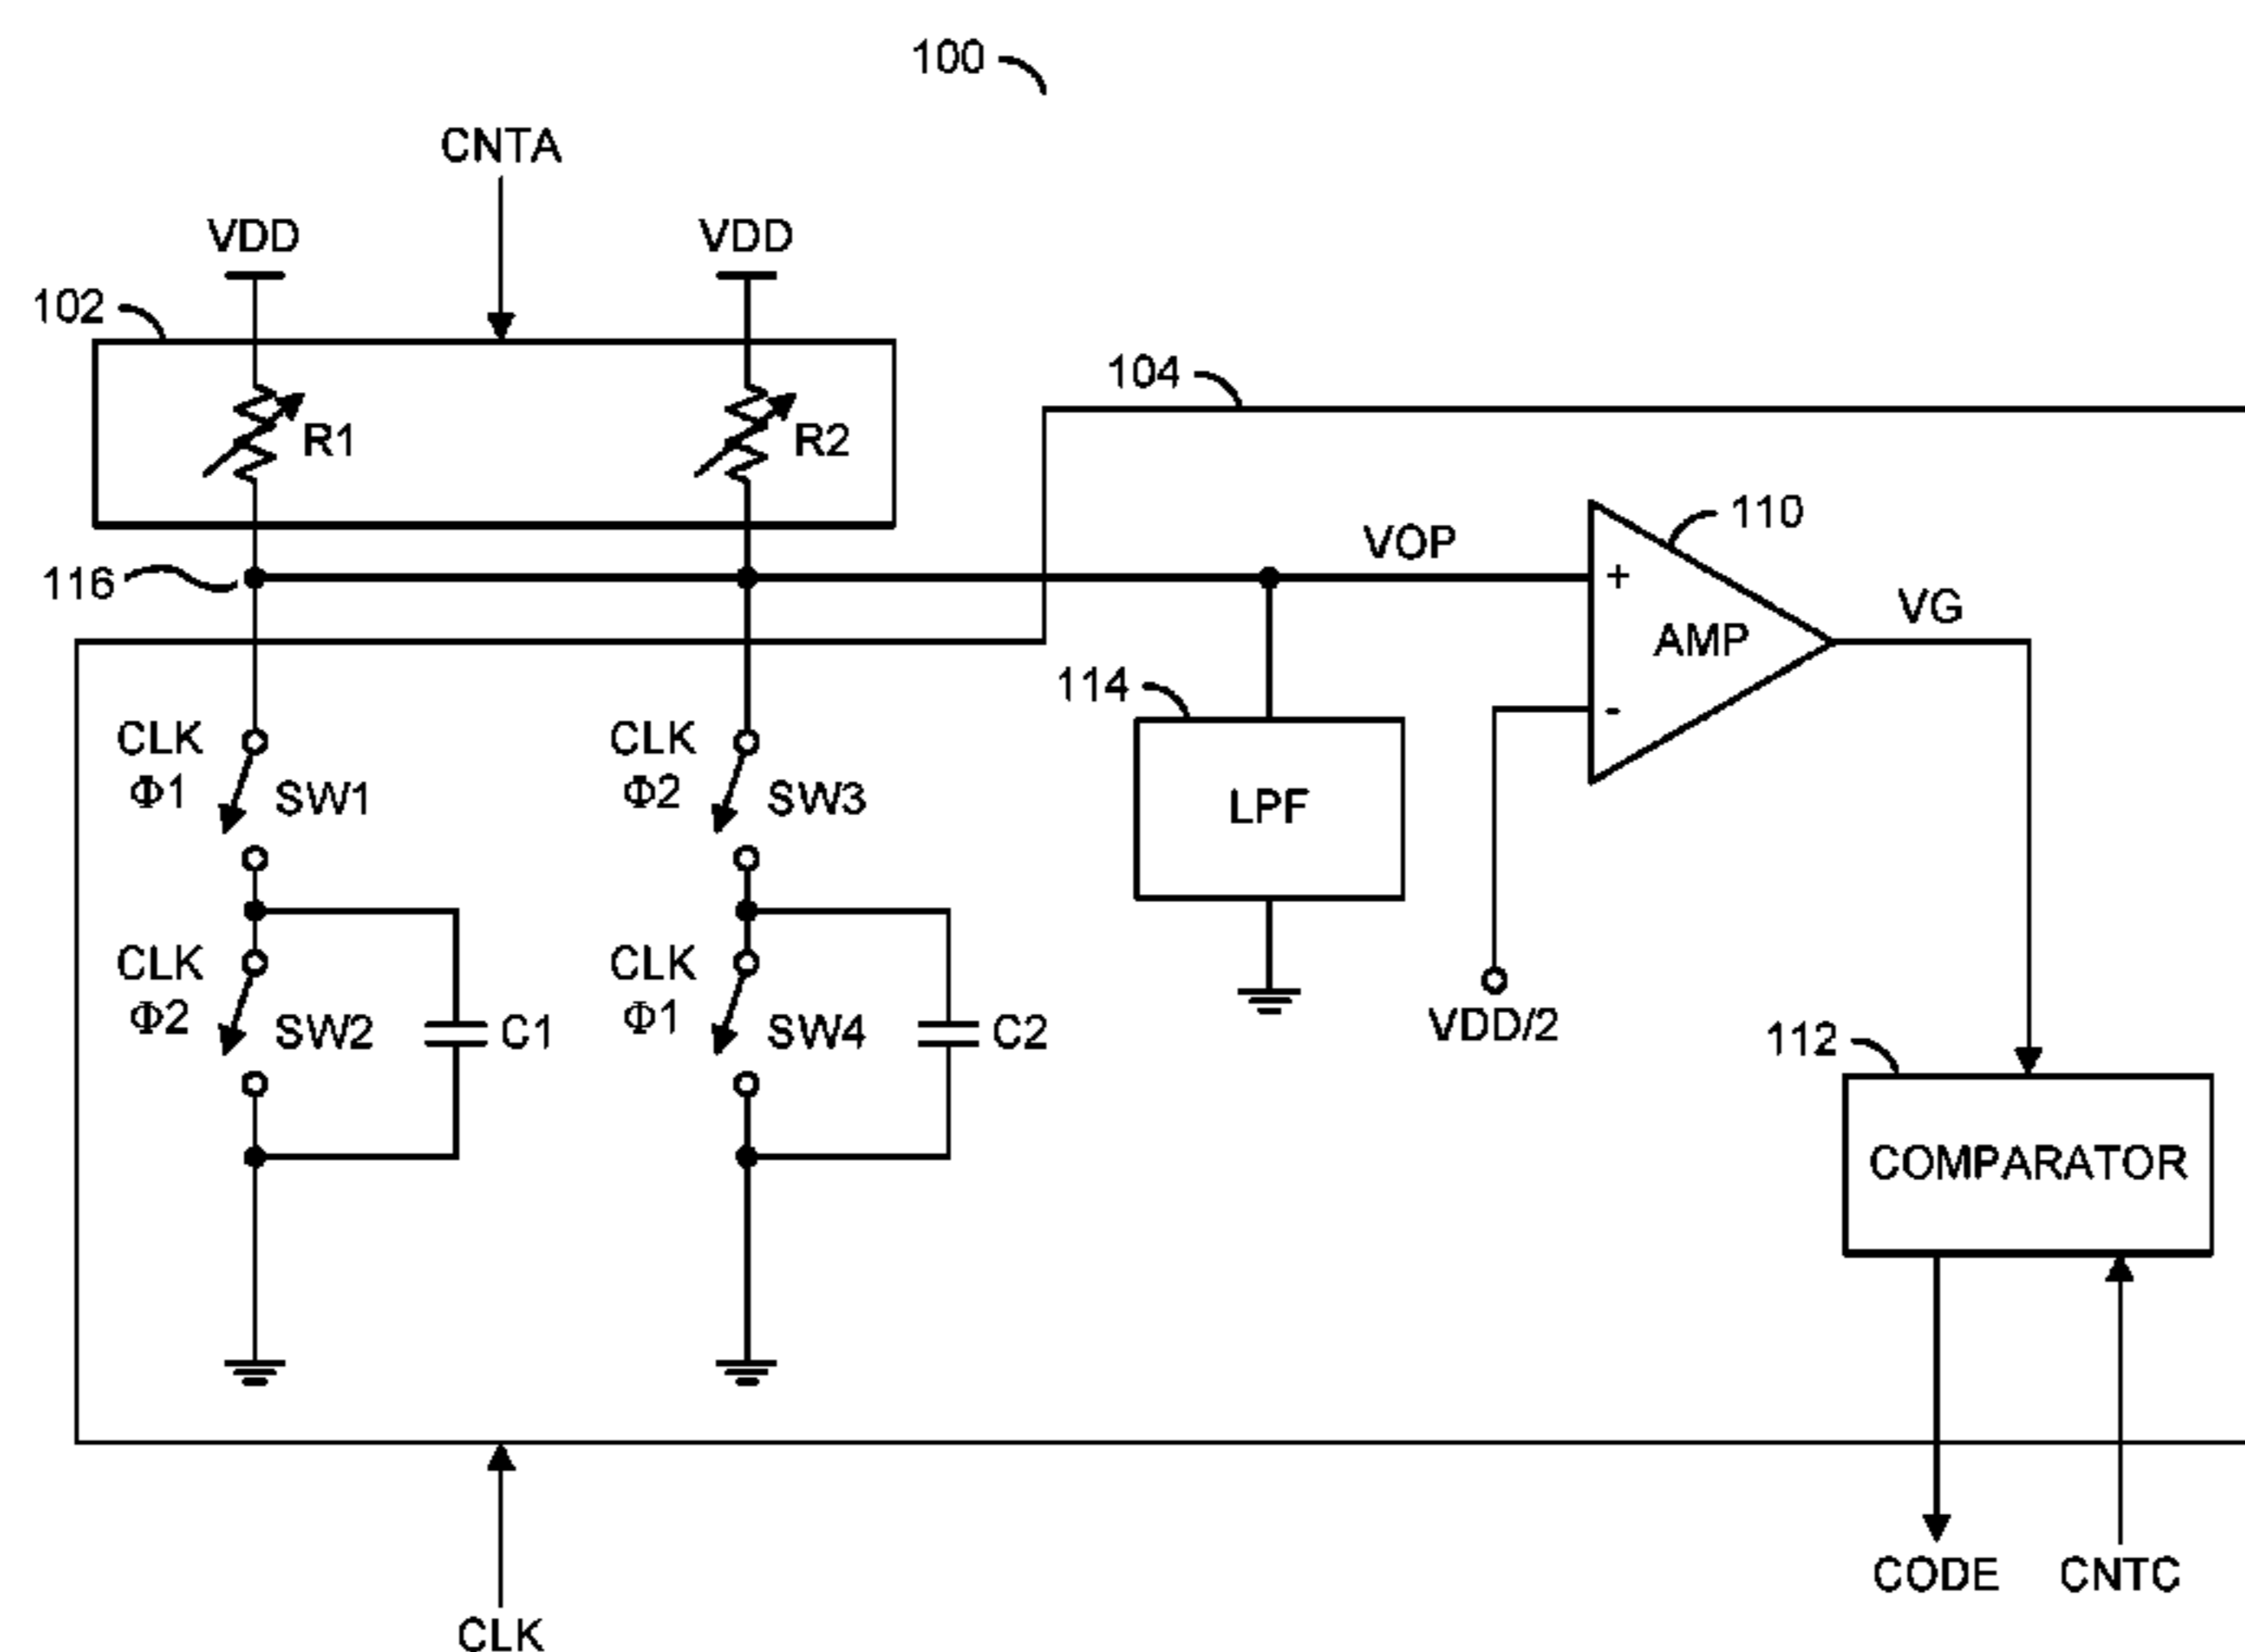 100
CNTA
VDD
VDD
102
R1
R2
104
116
VOP
110
+
-
AMP
VG
114
LPF
CLK
Φ1
SW1
CLK
Φ2
SW3
CLK
Φ2
SW2
C1
CLK
Φ1
SW4
C2
VDD/2
112
COMPARATOR
CODE
CNTC
CLK